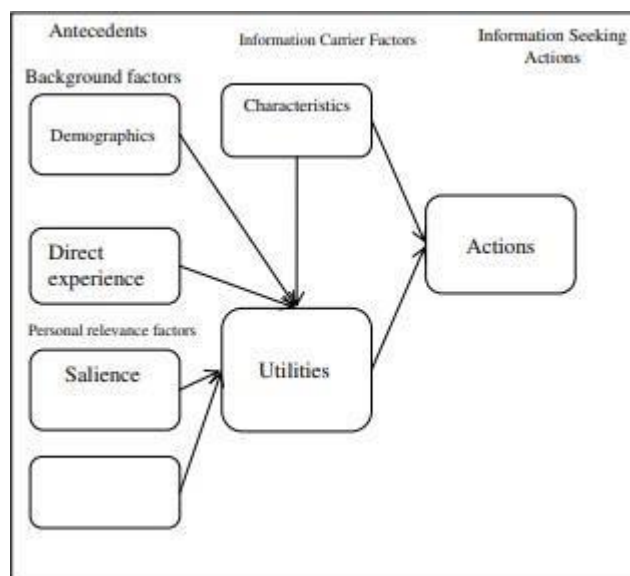 Antecedents
Information Carrier Factors
Information Seeking
Actions
Background factors
Demographics
Characteristics
Direct
experience
Actions
Personal relevance factors
Salience
Utilities